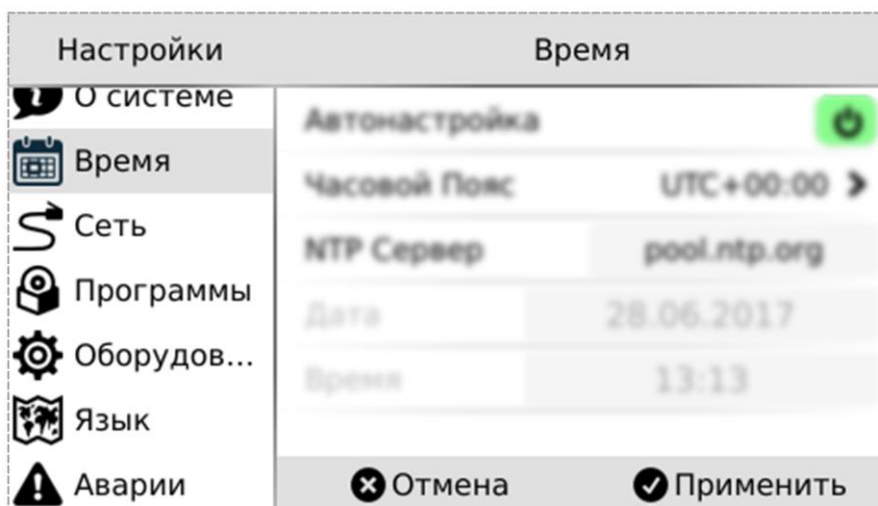 Настройки
Время
О системе
Время
Сеть
Программы
Оборудов...
Язык
Аварии
Автонастройка
Часовой Пояс UTC+00:00
NTP Сервер pool.ntp.org
Дата 28.06.2017
Время 13:13
Отмена
Применить